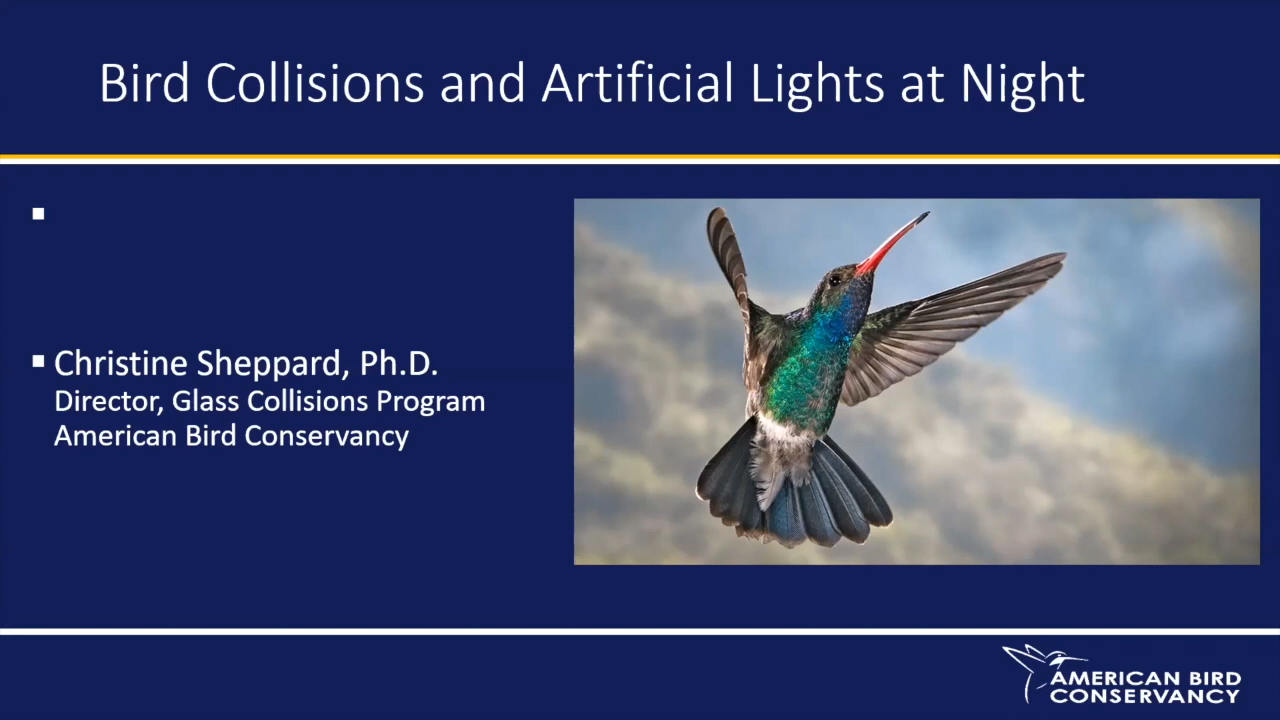 Bird Collisions and Artificial Lights at Night
Christine Sheppard, Ph.D.
Director, Glass Collisions Program
American Bird Conservancy
AMERICAN BIRD
CONSERVANCY